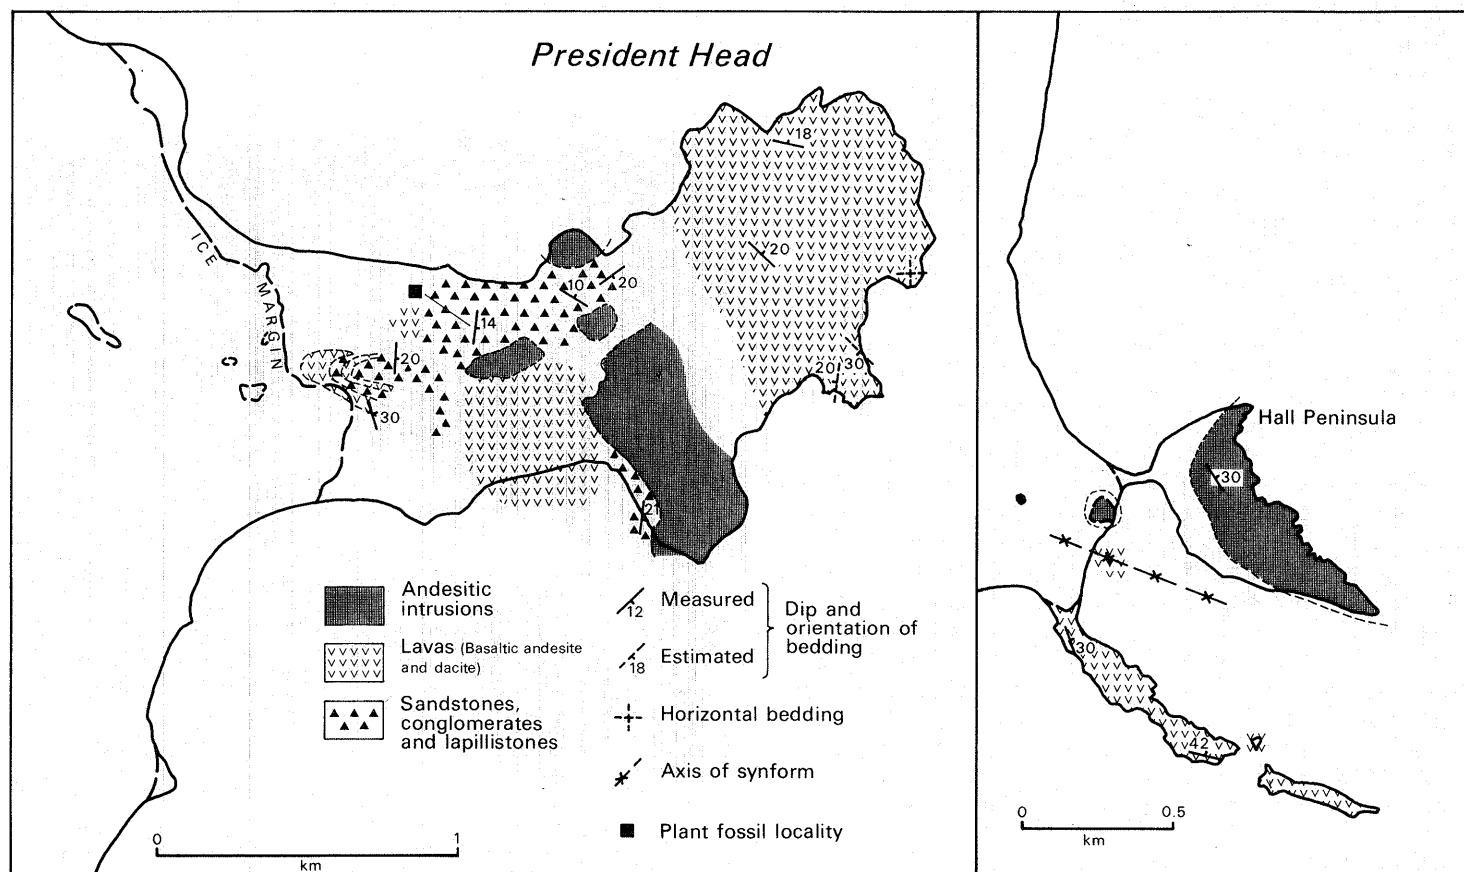 President Head
18
ICE
MARGIN
20
20
10
14
20
20
30
30
21
Andesitic
intrusions
Lavas (Basaltic andesite
and dacite)
Sandstones,
conglomerates
and lapillistones
12
Measured
18
Estimated
Dip and
orientation of
bedding
Horizontal bedding
Axis of synform
Plant fossil locality
0 1
km
Hall Peninsula
30
30
42
0 0.5
km